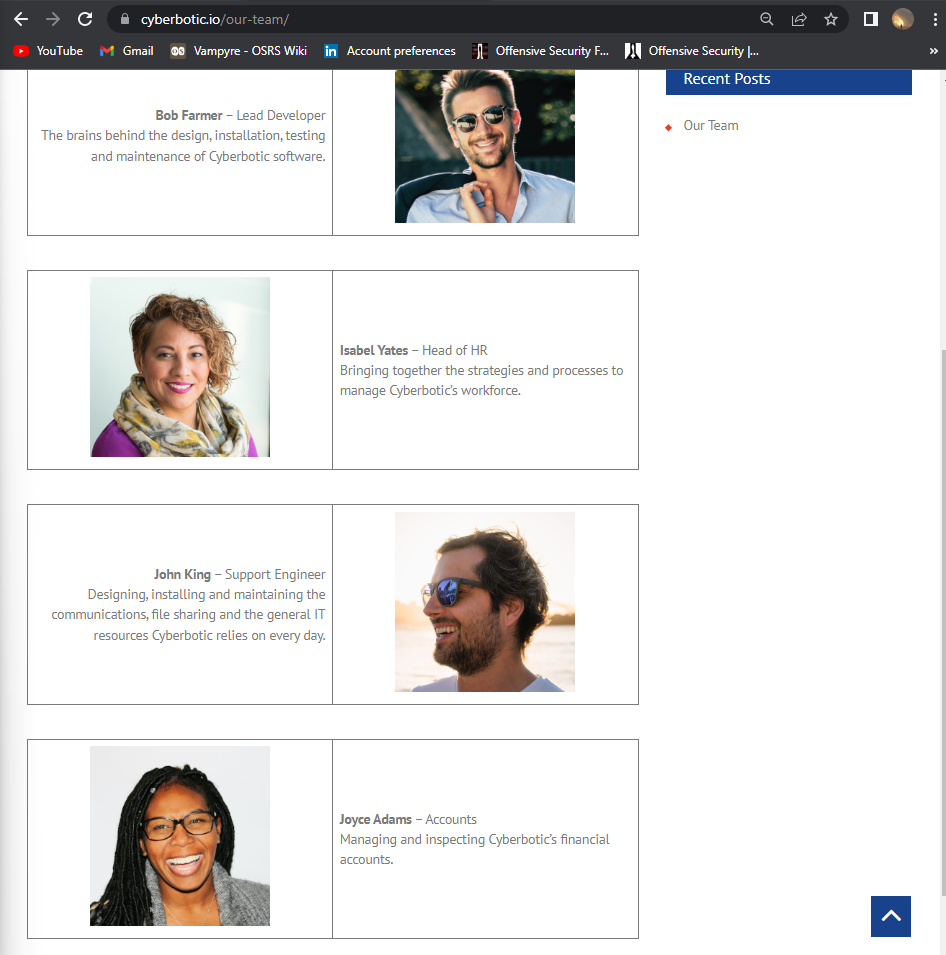 cyberbotic.io/our-team/
YouTube
Gmail
Vampyre - OSRS Wiki
Account preferences
Offensive Security F...
Offensive Security |...
»
Recent Posts
Our Team
Bob Farmer – Lead Developer
The brains behind the design, installation, testing
and maintenance of Cyberbotic software.
Isabel Yates – Head of HR
Bringing together the strategies and processes to
manage Cyberbotic’s workforce.
John King – Support Engineer
Designing, installing and maintaining the
communications, file sharing and the general IT
resources Cyberbotic relies on every day.
Joyce Adams – Accounts
Managing and inspecting Cyberbotic’s financial
accounts.